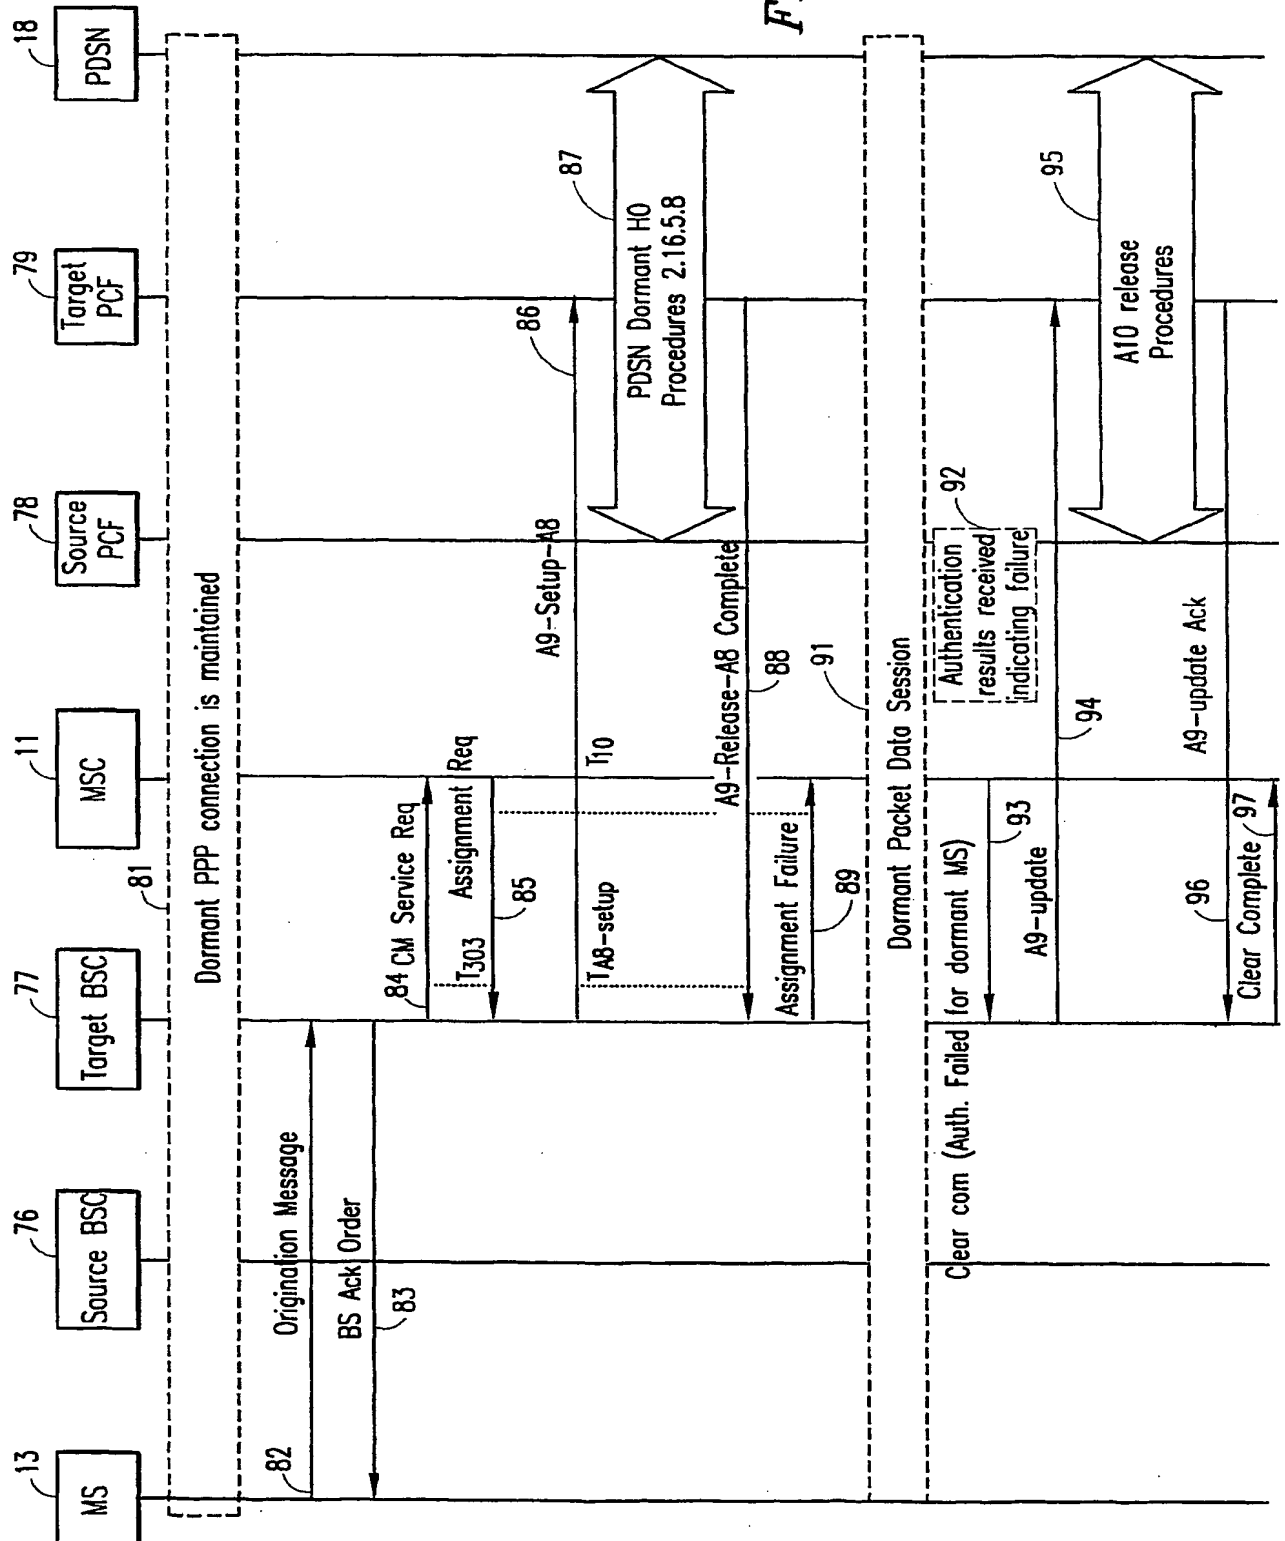 13
MS
76
Source BSC
77
Target BSC
11
MSC
78
Source
PCF
79
Target
PCF
18
PDSN
81
Dormant PPP connection is maintained
82
Origination Message
BS Ack Order
83
84
CM Service Req
T303
Assignment Req
85
A9-Setup-A8
86
TA8-setup
T10
87
PDSN Dormant HO
Procedures 2.16.5.8
A9-Release-A8 Complete
88
Assignment Failure
89
91
Dormant Packet Data Session
92
Authentication
results received
indicating failure
Clear com (Auth. Failed for dormant MS)
93
A9-update
94
95
A10 release
Procedures
A9-update Ack
96
Clear Complete
97